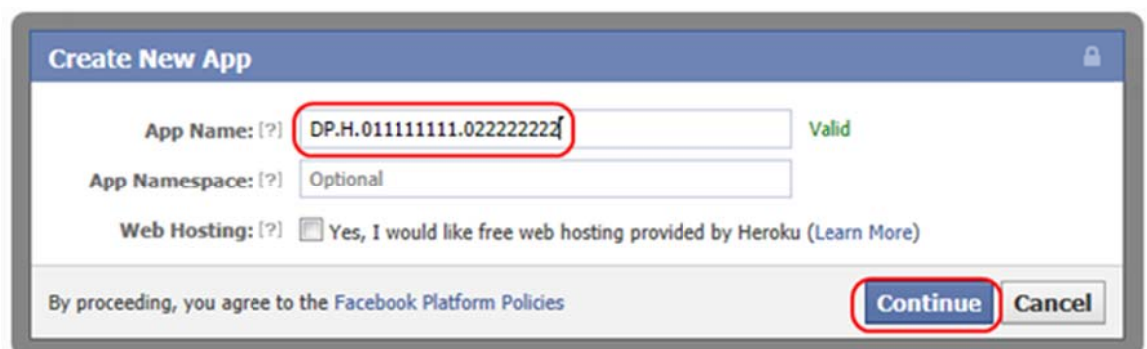 Create New App
App Name: [?] DP.H.011111111.022222222 Valid
App Namespace: [?] Optional
Web Hosting: [?] Yes, I would like free web hosting provided by Heroku (Learn More)
By proceeding, you agree to the Facebook Platform Policies Continue Cancel